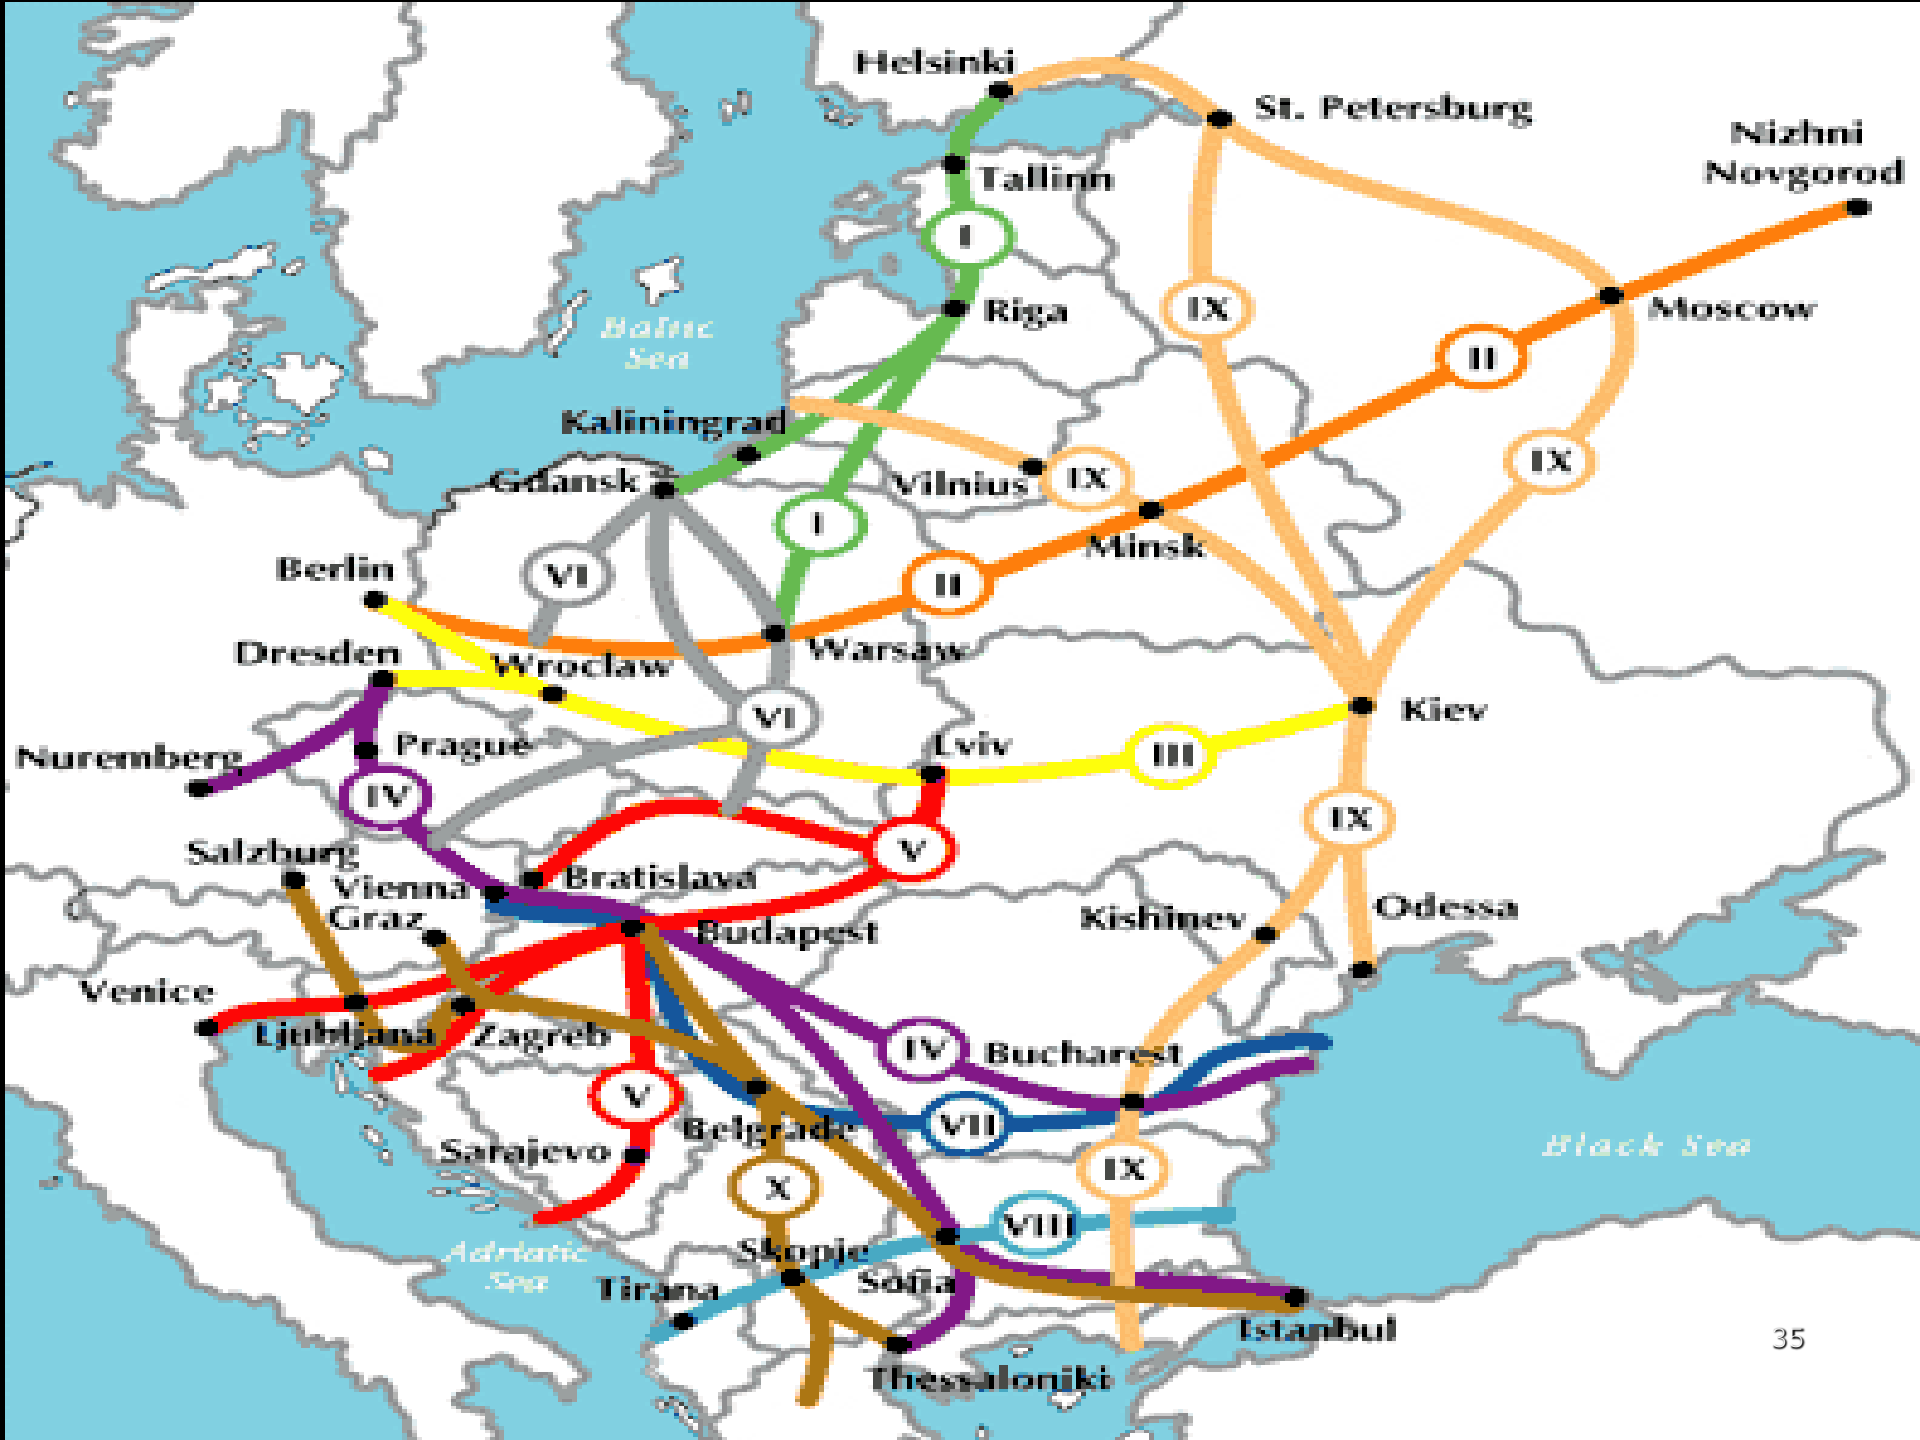 Helsinki
St. Petersburg
Nizhni
Novgorod
Tallinn
I
Riga
IX
Moscow
II
Baltic
Sea
Kaliningrad
Gdansk
Vilnius
IX
IX
I
Minsk
VI
II
Berlin
Dresden
Wroclaw
Warsaw
VI
Kiev
Nuremberg
Prague
Lviv
III
IV
IX
Salzburg
V
Vienna
Bratislava
Graz
Budapest
Kishinev
Odessa
Venice
Ljubljana
Zagreb
IV
Bucharest
V
VII
Belgrade
Sarajevo
Black Sea
X
IX
VIII
Adriatic
Sea
Skopje
Tirana
Sofia
Istanbul
35
Thessaloniki